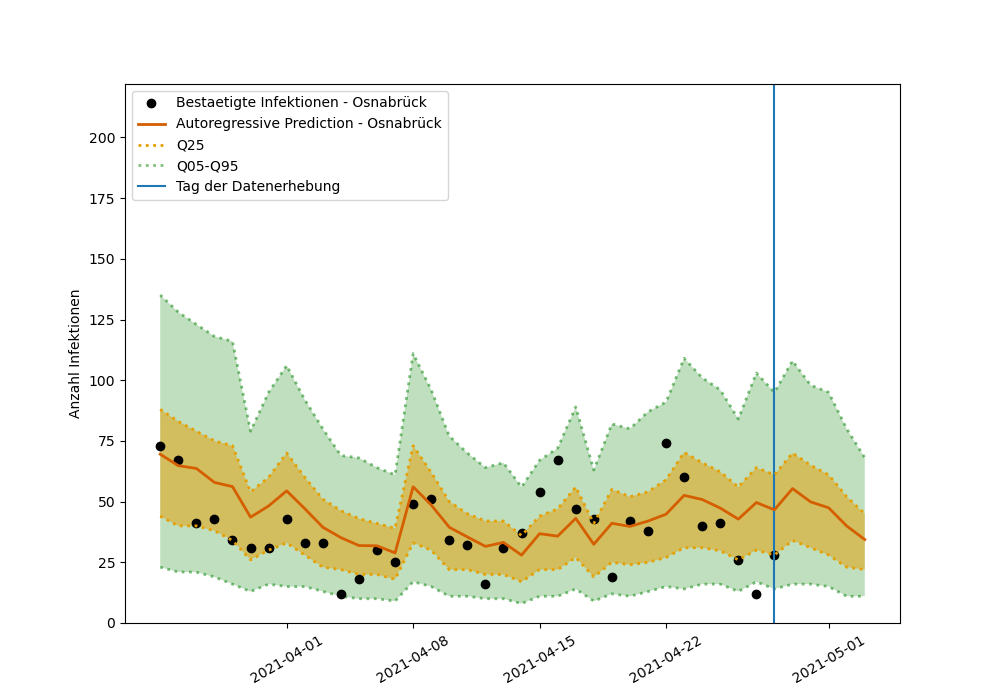 Bestaetigte Infektionen - Osnabrück
Autoregressive Prediction - Osnabrück
Q25
Q05-Q95
Tag der Datenerhebung
Anzahl Infektionen
200
175
150
125
100
75
50
25
0
2021-04-01
2021-04-08
2021-04-15
2021-04-22
2021-05-01